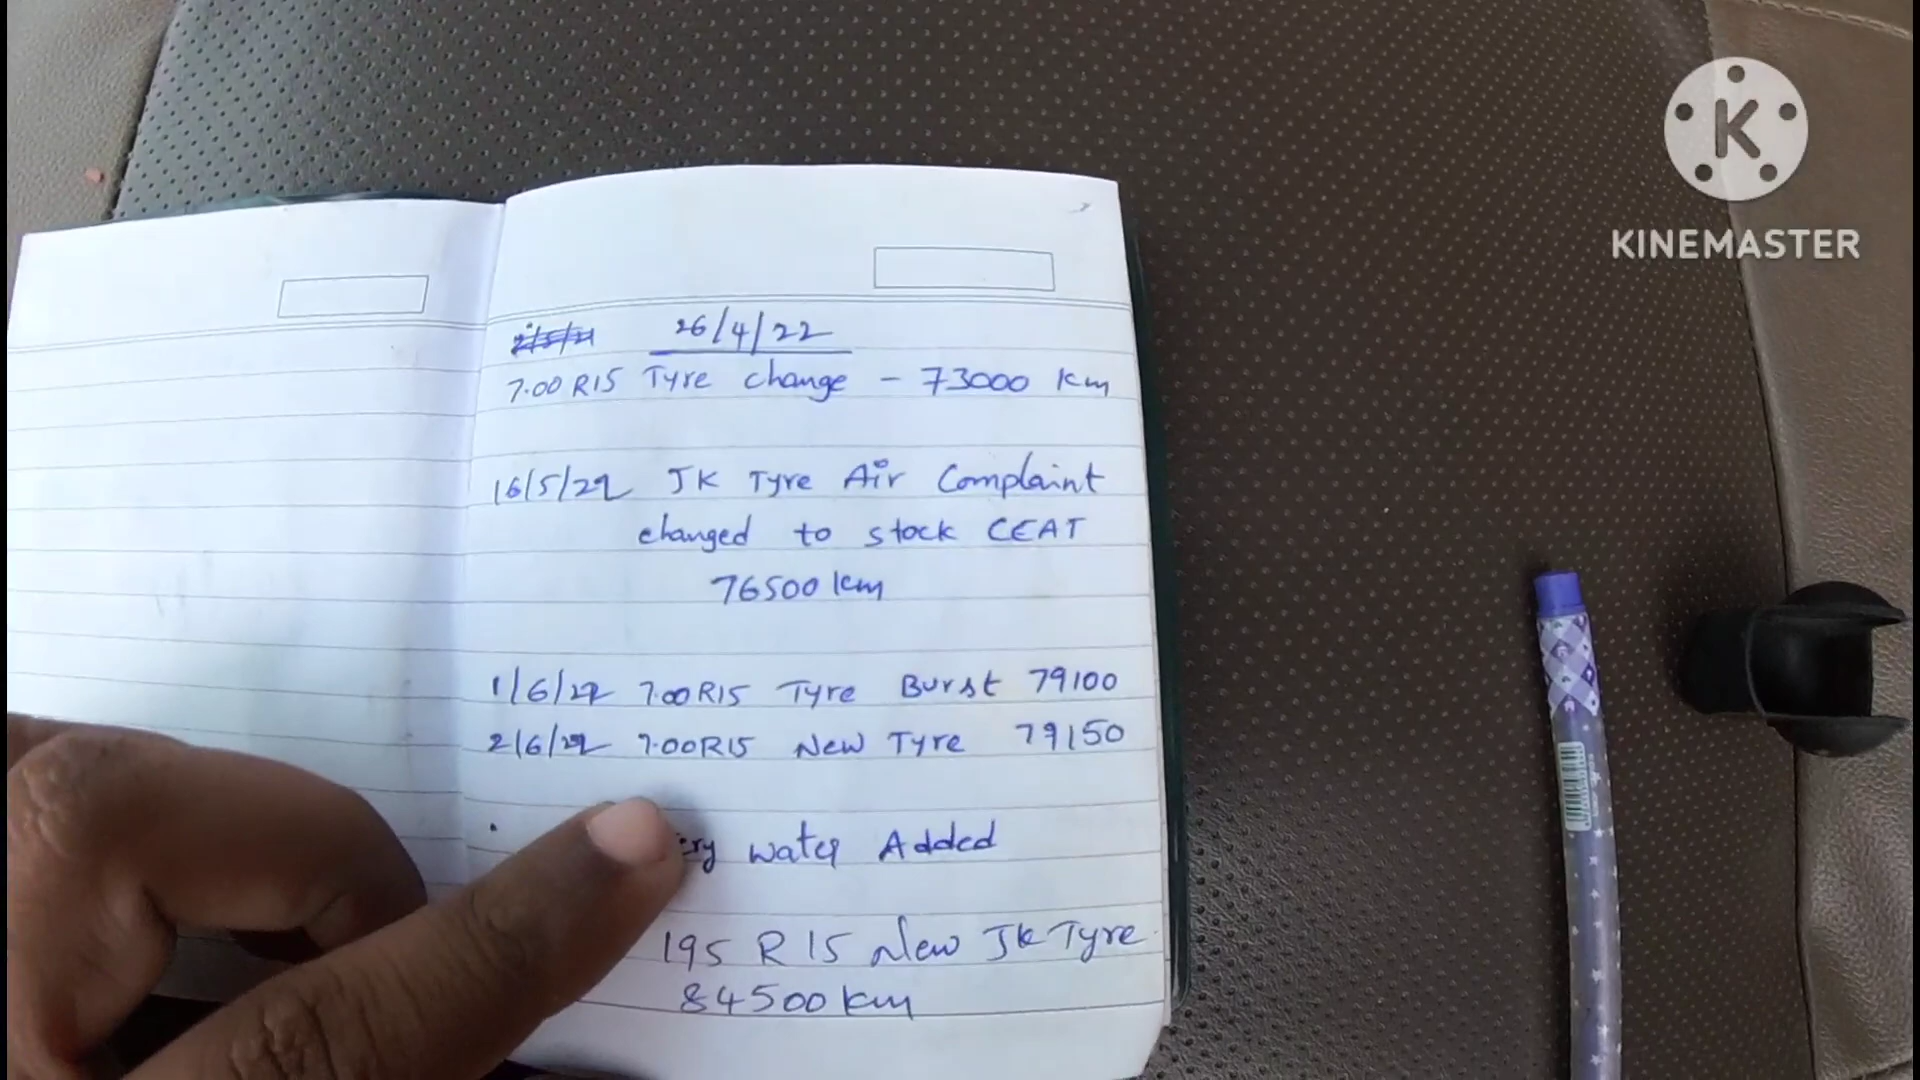 26/4/22
7.00 R15 Tyre change - 73000 km
16/5/22 JK Tyre Air Complaint
changed to stock CEAT
76500 km
1/6/22 7.00R15 Tyre Burst 79100
2/6/22 7.00R15 New Tyre 79150
water Added
195 R 15 New Jk Tyre
84500 km
K
KINEMASTER